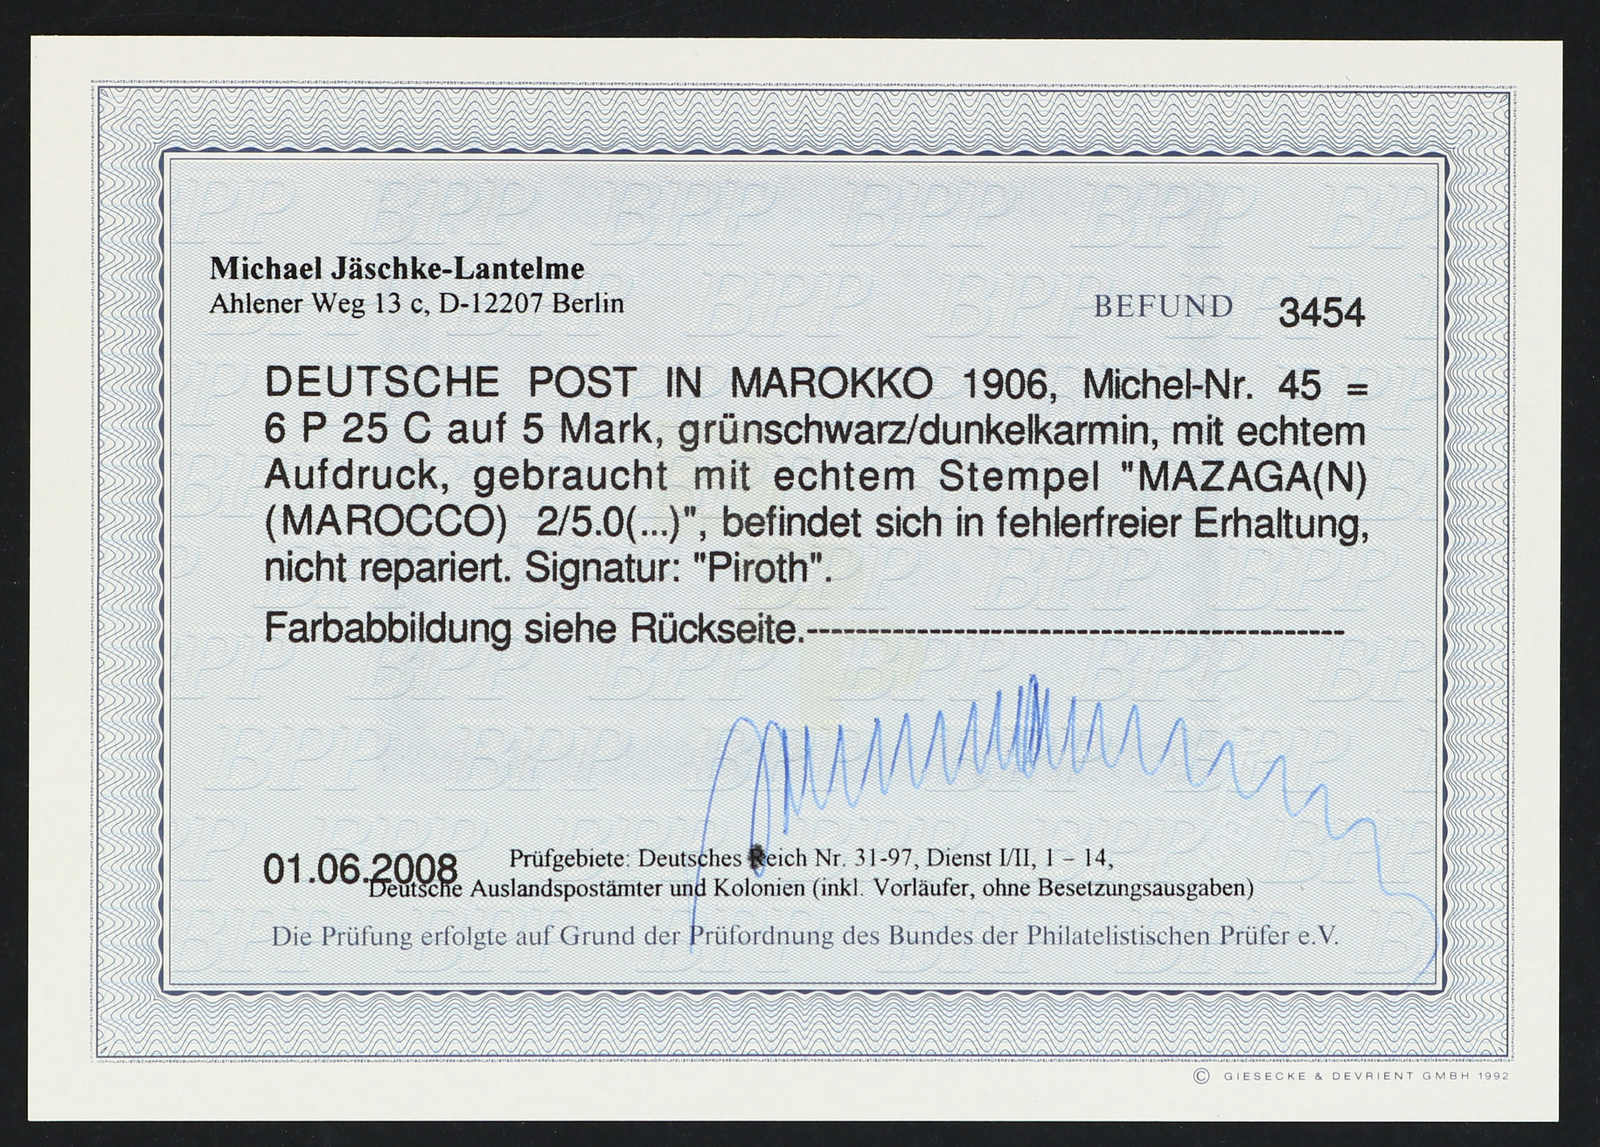 Michael Jäschke-Lantelme
Ahlener Weg 13 c, D-12207 Berlin
BEFUND 3454
DEUTSCHE POST IN MAROKKO 1906, Michel-Nr. 45 =
6 P 25 C auf 5 Mark, grünschwarz/dunkelkarmin, mit echtem
Aufdruck, gebraucht mit echtem Stempel "MAZAGA(N)
(MAROCCO) 2/5.0(...)", befindet sich in fehlerfreier Erhaltung,
nicht repariert. Signatur: "Piroth".
Farbabbildung siehe Rückseite.--------------------------------------------
01.06.2008
Prüfgebiete: Deutsches Reich Nr. 31-97, Dienst I/II, 1 – 14,
Deutsche Auslandspostämter und Kolonien (inkl. Vorläufer, ohne Besetzungsausgaben)
Die Prüfung erfolgte auf Grund der Prüfordnung des Bundes der Philatelistischen Prüfer e.V.
© GIESECKE & DEVRIENT GMBH 1992